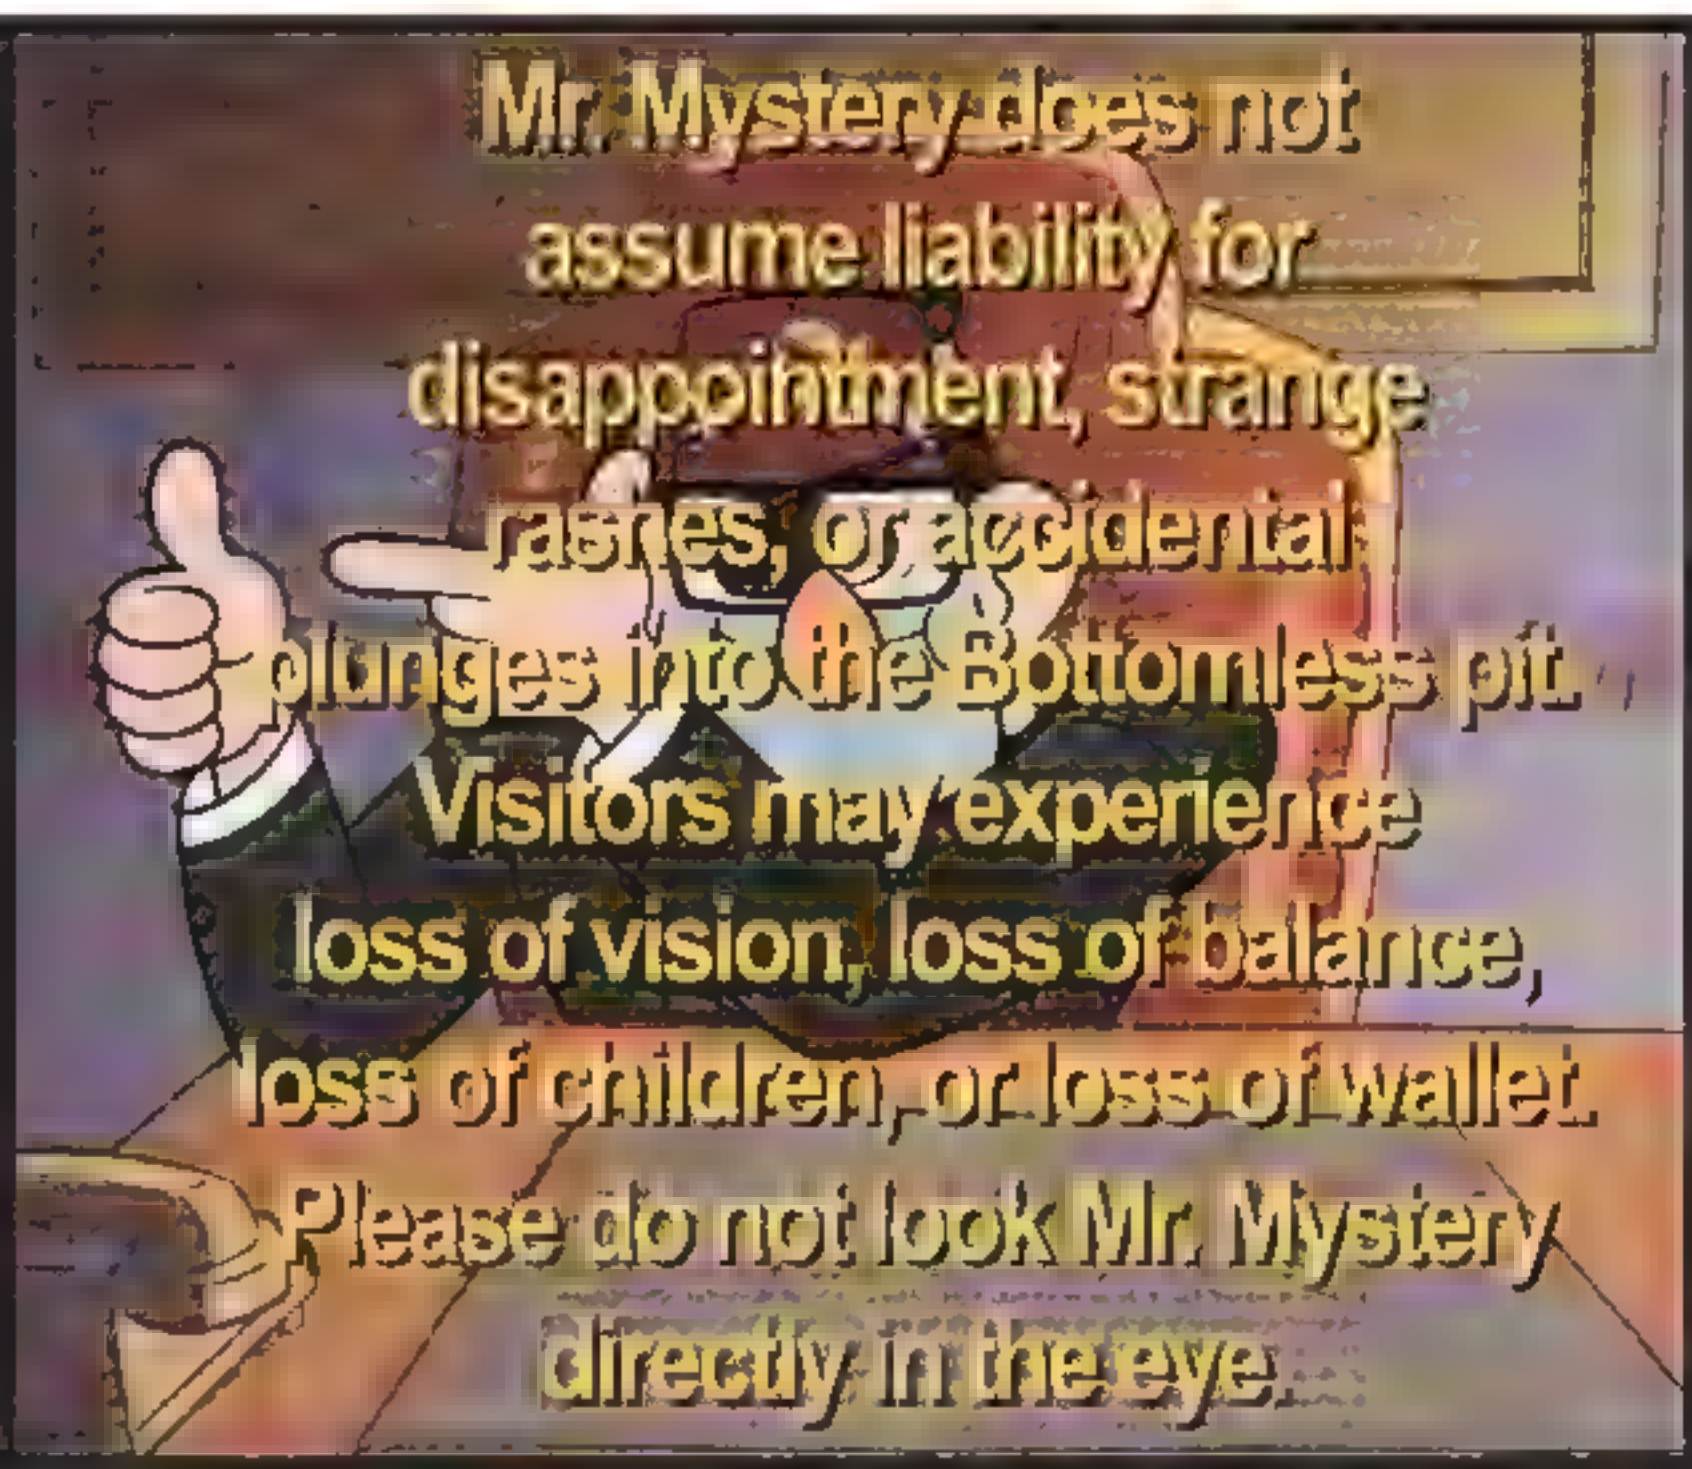 Mr. Mystery does not
assume liability for
disappointment, strange
rashes, or accidental
plunges into the Bottomless pit.
Visitors may experience
loss of vision, loss of balance,
loss of children, or loss of wallet.
Please do not look Mr. Mystery
directly in the eye.